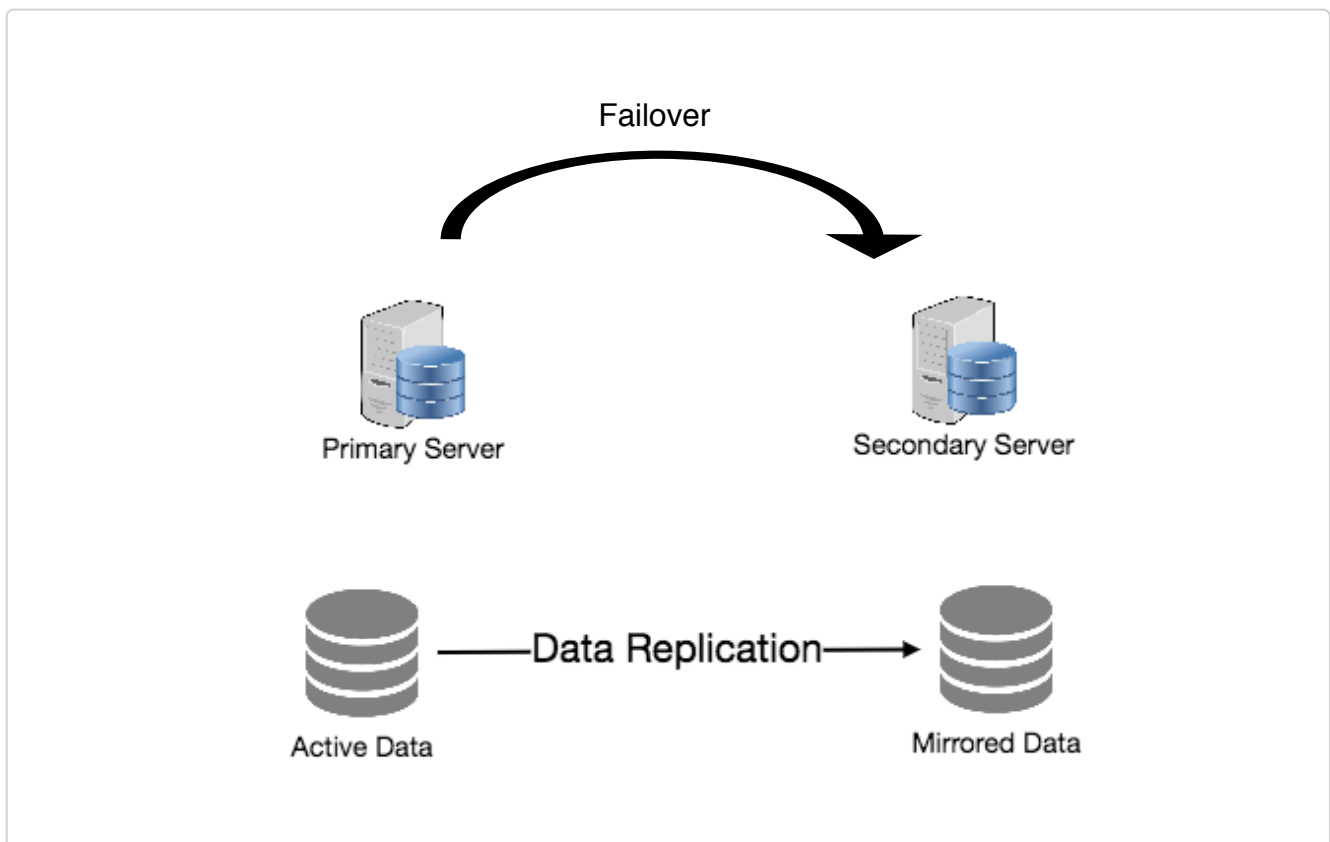 Failover
Primary Server
Secondary Server
Data Replication
Active Data
Mirrored Data